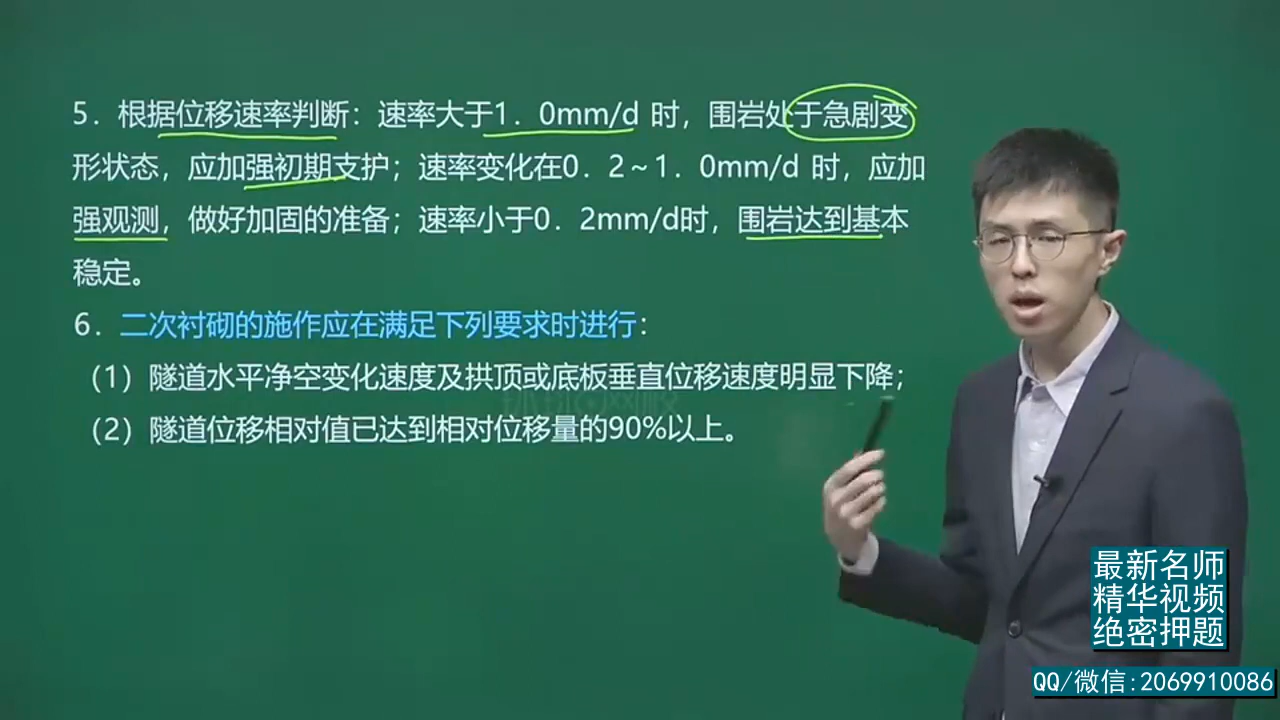 5．根据位移速率判断：速率大于1．0mm/d 时，围岩处于急剧变
形状态，应加强初期支护；速率变化在0．2～1．0mm/d 时，应加
强观测，做好加固的准备；速率小于0．2mm/d时，围岩达到基本
稳定。
6．二次衬砌的施作应在满足下列要求时进行：
（1）隧道水平净空变化速度及拱顶或底板垂直位移速度明显下降；
（2）隧道位移相对值已达到相对位移量的90%以上。
最新名师
精华视频
绝密押题
QQ/微信:2069910086